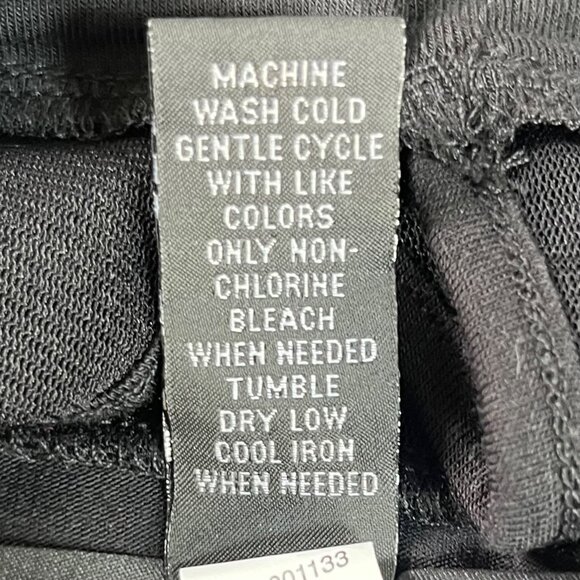 MACHINE
WASH COLD
GENTLE CYCLE
WITH LIKE
COLORS
ONLY NON-
CHLORINE
BLEACH
WHEN NEEDED
TUMBLE
DRY LOW
COOL IRON
WHEN NEEDED